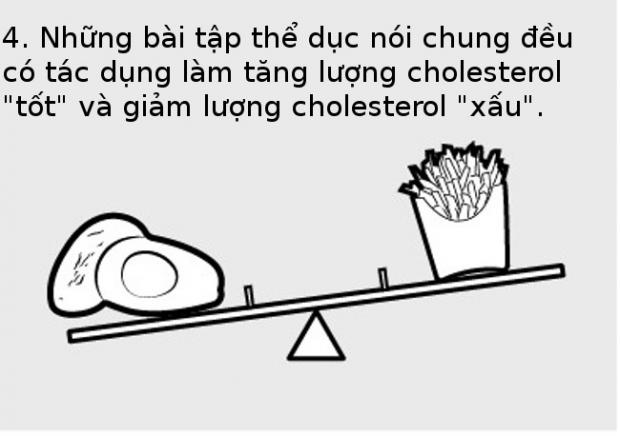 4. Những bài tập thể dục nói chung đều
có tác dụng làm tăng lượng cholesterol
"tốt" và giảm lượng cholesterol "xấu".